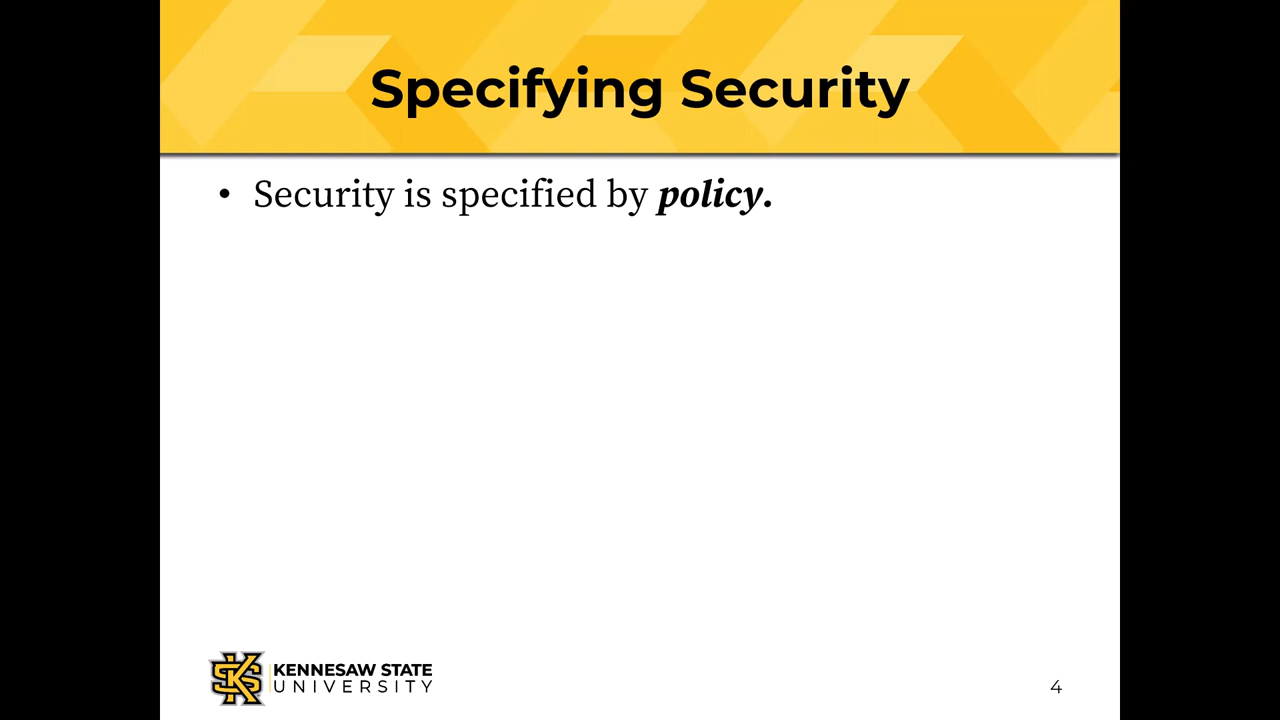 Specifying Security
• Security is specified by policy.
KENNESAW STATE
UNIVERSITY
4